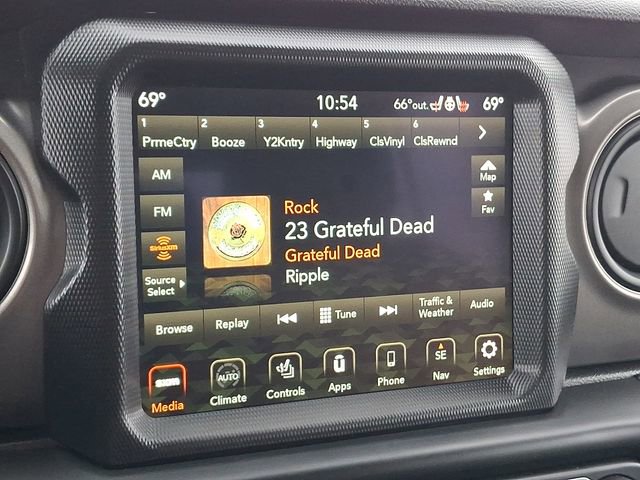 69° 10:54 66°out. 69°
1 2 3 4 5 6
PrmeCtry Booze Y2Kntry Highway ClsVinyl ClsRewnd
AM
Map
FM
Fav
Rock
23 Grateful Dead
SiriusXM
Grateful Dead
Source
Select
Ripple
Browse Replay Tune Traffic &
Weather Audio
SXM AUTO SE
Media Climate Controls Apps Phone Nav Settings